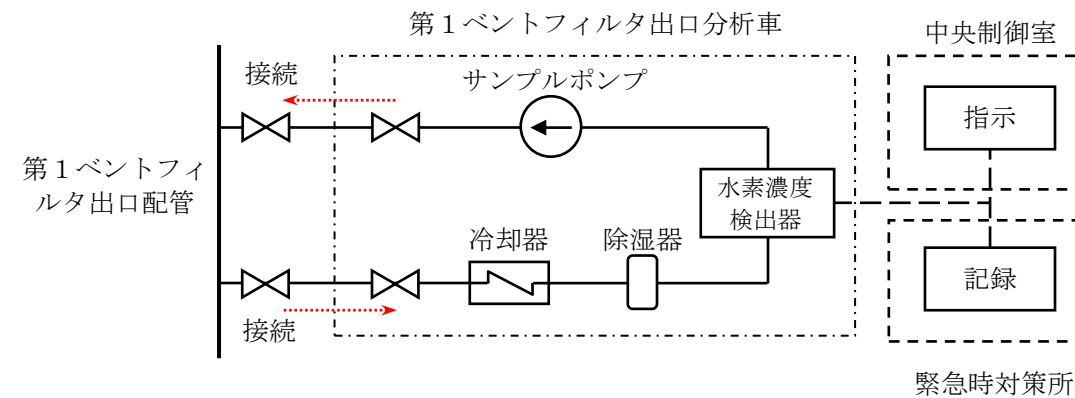 第１ベントフィルタ出口分析車
中央制御室
接続
サンプルポンプ
指示
第１ベントフィ
ルタ出口配管
水素濃度
検出器
冷却器
除湿器
記録
接続
緊急時対策所